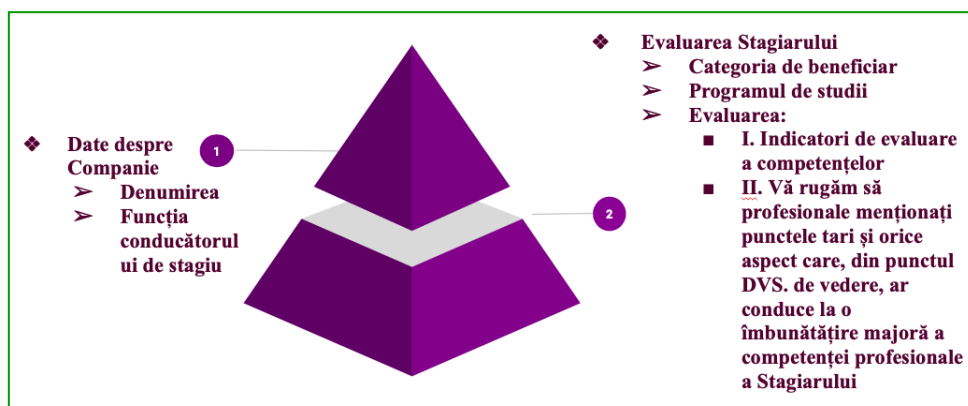 ❖ Date despre
Companie
➢ Denumirea
➢ Funcția
conducătorul
ui de stagiu
1
❖ Evaluarea Stagiarului
➢ Categoria de beneficiar
➢ Programul de studii
➢ Evaluarea:
■ I. Indicatori de evaluare
a competențelor
■ II. Vă rugăm să
profesionale menționați
punctele tari și orice
aspect care, din punctul
DVS. de vedere, ar
conduce la o
îmbunătățire majoră a
competenței profesionale
a Stagiarului
2